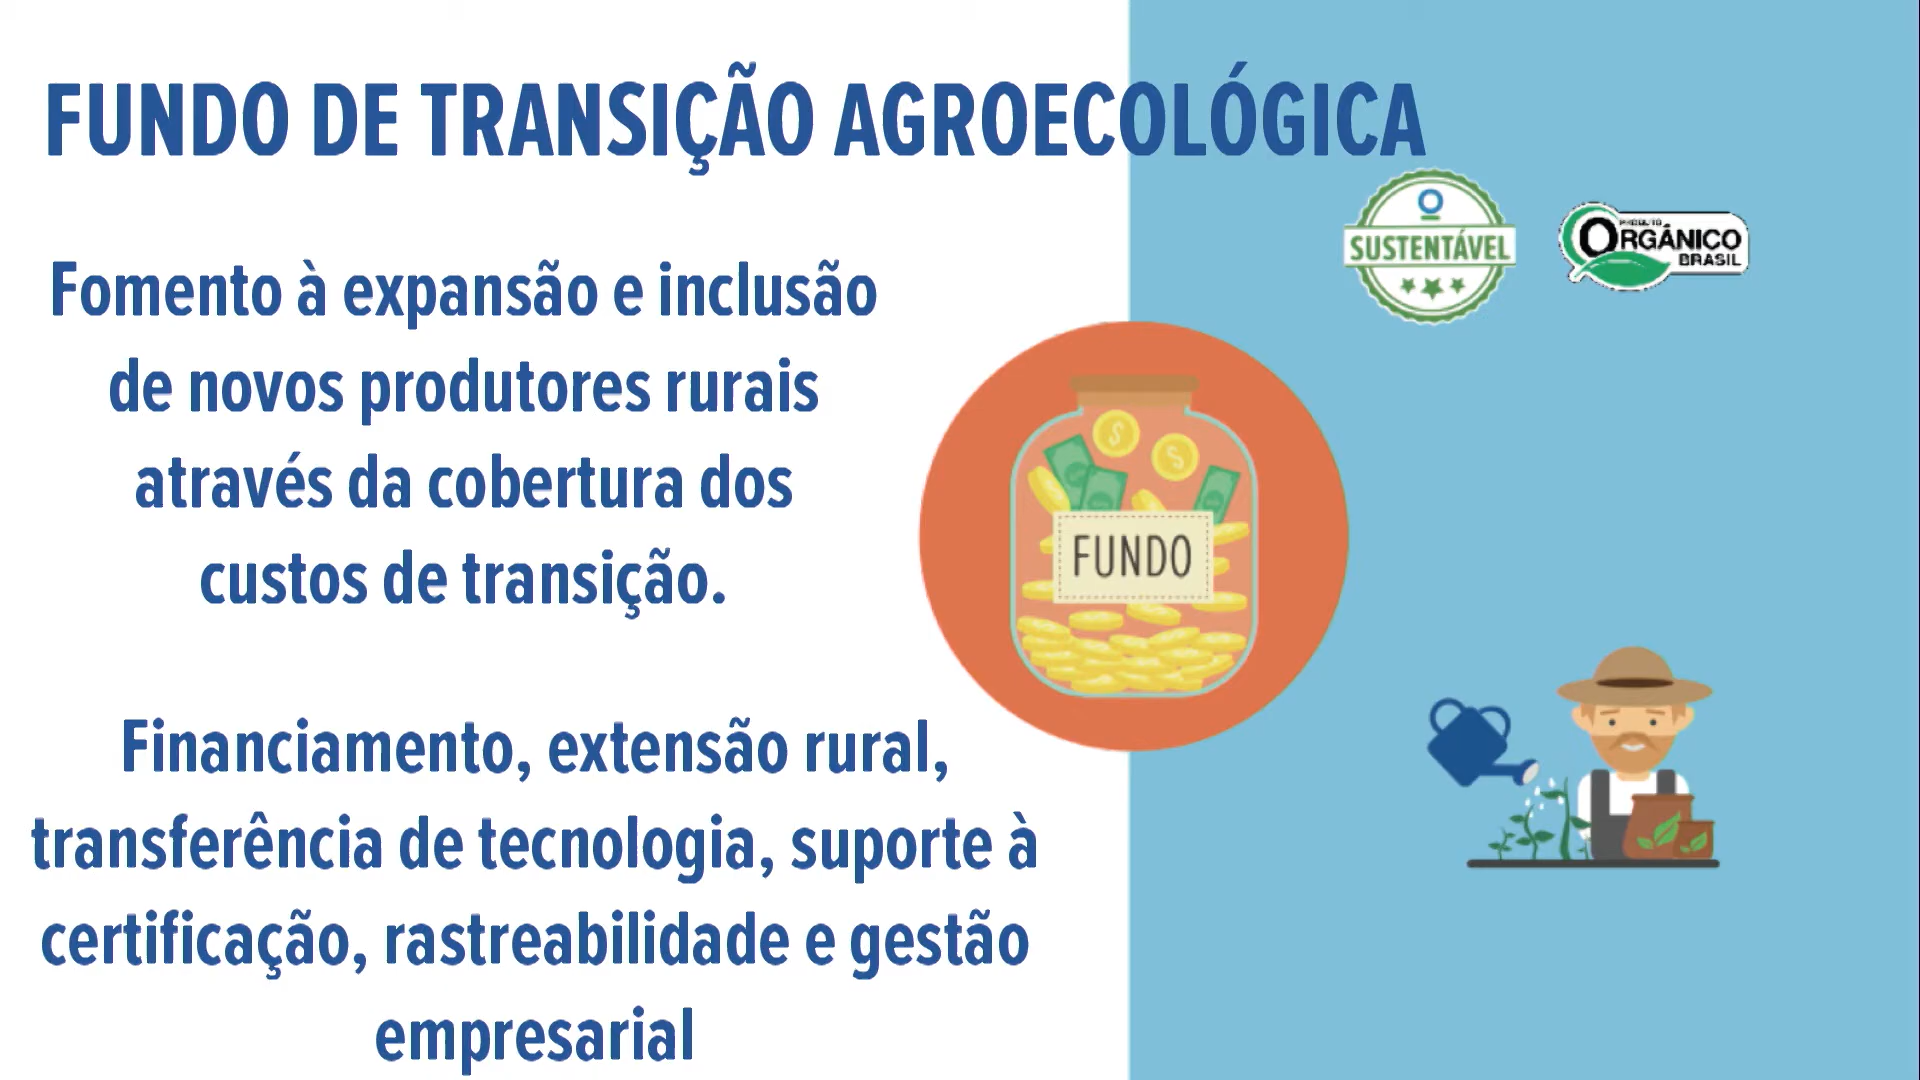 FUNDO DE TRANSIÇÃO AGROECOLÓGICA
SUSTENTÁVEL
PRODUTO
ORGÂNICO
BRASIL
Fomento à expansão e inclusão
de novos produtores rurais
através da cobertura dos
custos de transição.
FUNDO
Financiamento, extensão rural,
transferência de tecnologia, suporte à
certificação, rastreabilidade e gestão
empresarial